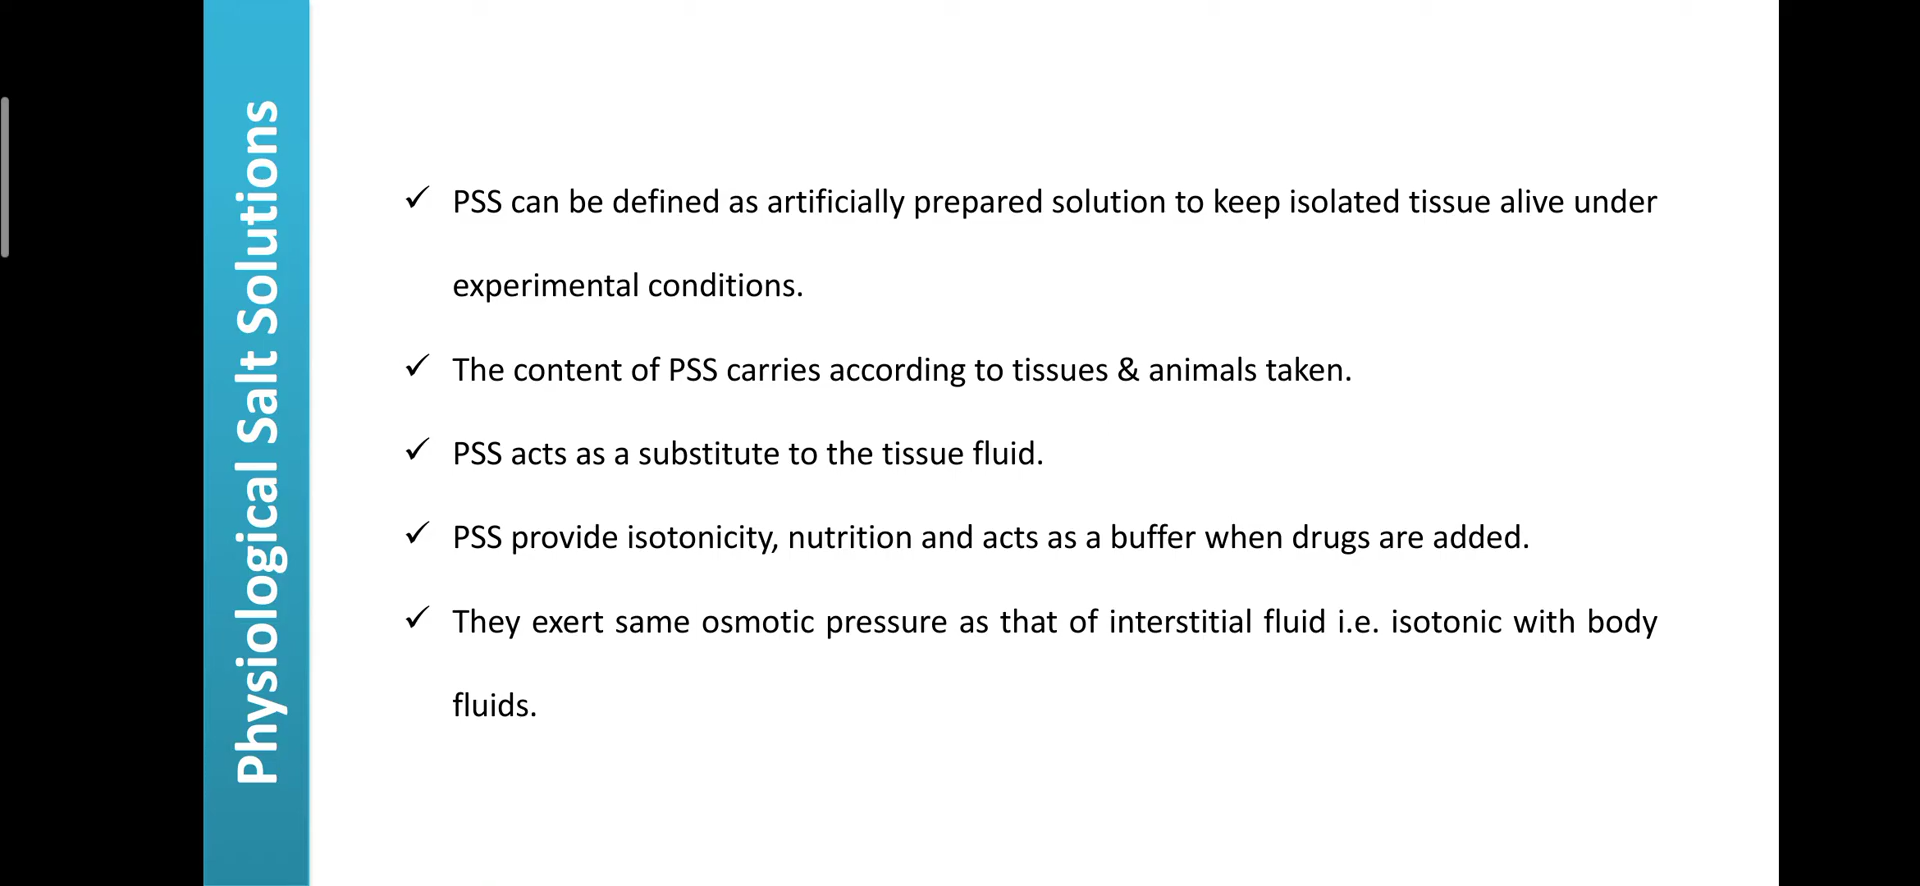 Physiological Salt Solutions
✓ PSS can be defined as artificially prepared solution to keep isolated tissue alive under
experimental conditions.
✓ The content of PSS carries according to tissues & animals taken.
✓ PSS acts as a substitute to the tissue fluid.
✓ PSS provide isotonicity, nutrition and acts as a buffer when drugs are added.
✓ They exert same osmotic pressure as that of interstitial fluid i.e. isotonic with body
fluids.